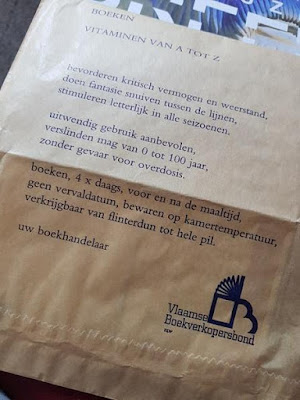 BOEKEN
VITAMINEN VAN A TOT Z
bevorderen kritisch vermogen en weerstand,
doen fantasie snuiven tussen de lijnen,
stimuleren letterlijk in alle seizoenen.
uitwendig gebruik aanbevolen,
verslinden mag van 0 tot 100 jaar,
zonder gevaar voor overdosis.
boeken, 4 x daags, voor en na de maaltijd,
geen vervaldatum, bewaren op kamertemperatuur,
verkrijgbaar van flinterdun tot hele pil.
uw boekhandelaar
Vlaamse
Boekverkopersbond
vzw